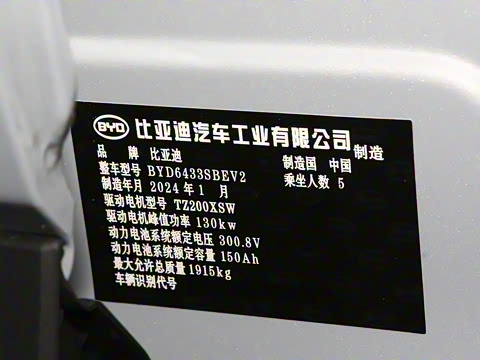 BYD 比亚迪汽车工业有限公司 制造
品 牌 比亚迪 制造国 中国
整车型号 BYD6433SBEV2 乘坐人数 5
制造年月 2024 年 1 月
驱动电机型号 TZ200XSW
驱动电机峰值功率 130kw
动力电池系统额定电压 300.8V
动力电池系统额定容量 150Ah
最大允许总质量 1915kg
车辆识别代号